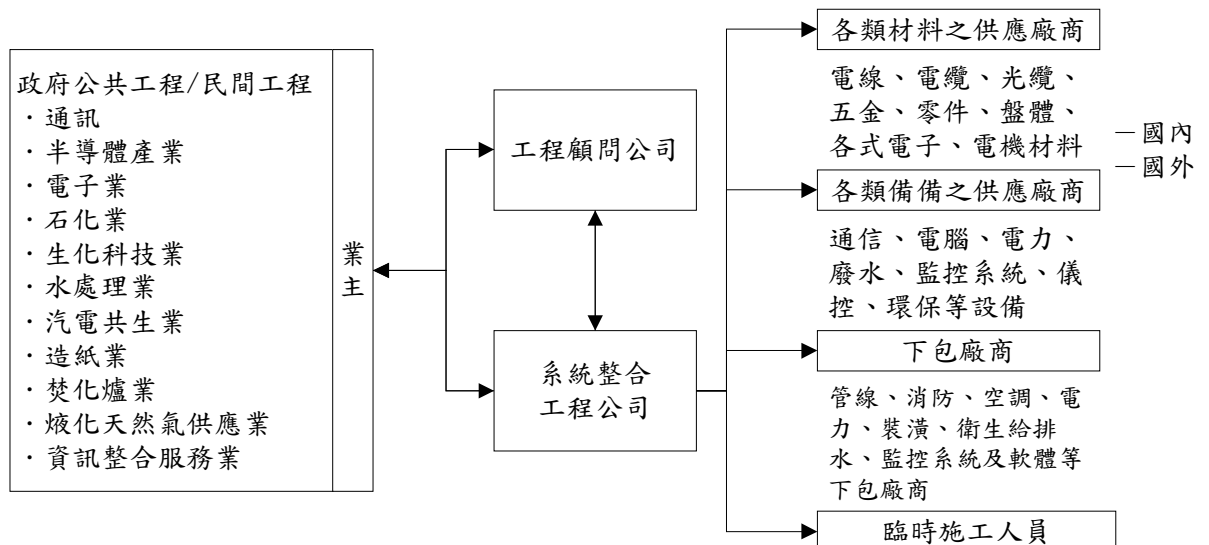 政府公共工程/民間工程
·通訊
·半導體產業
·電子業
·石化業
·生化科技業
·水處理業
·汽電共生業
·造紙業
·焚化爐業
·焲化天然氣供應業
·資訊整合服務業
業
主
工程顧問公司
系統整合
工程公司
各類材料之供應廠商
電線、電纜、光纜、
五金、零件、盤體、
各式電子、電機材料
—國內
—國外
各類備備之供應廠商
通信、電腦、電力、
廢水、監控系統、儀
控、環保等設備
下包廠商
管線、消防、空調、電
力、裝潢、衛生給排
水、監控系統及軟體等
下包廠商
臨時施工人員